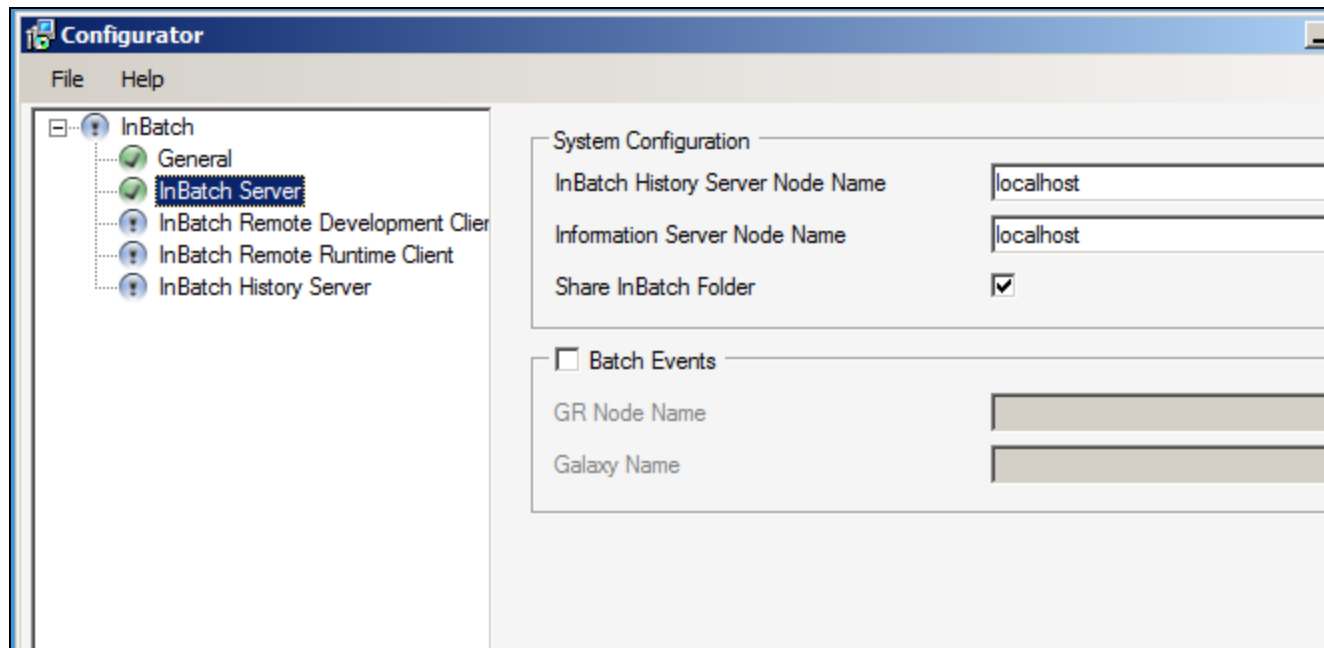 Configurator
File Help
InBatch
General
InBatch Server
InBatch Remote Development Clier
InBatch Remote Runtime Client
InBatch History Server
System Configuration
InBatch History Server Node Name localhost
Information Server Node Name localhost
Share InBatch Folder
Batch Events
GR Node Name
Galaxy Name